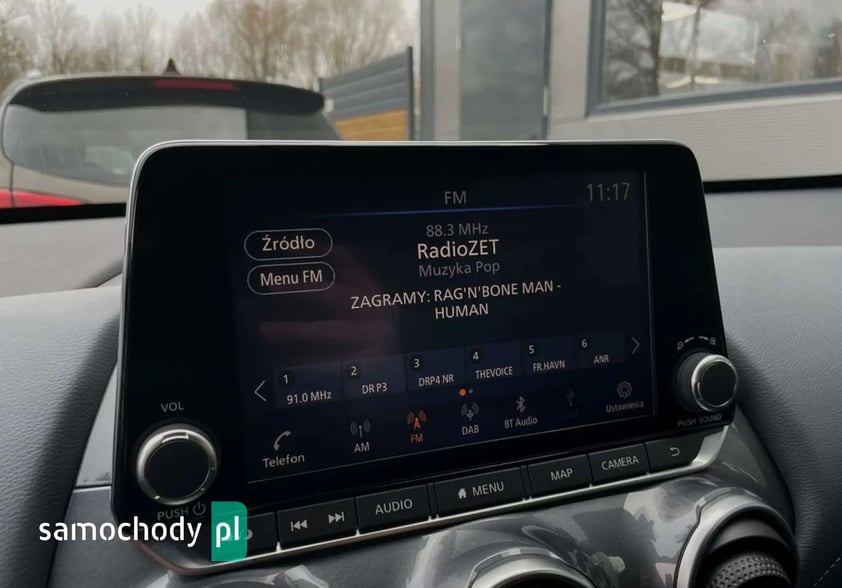 FM
11:17
Źródło
88.3 MHz
RadioZET
Menu FM
Muzyka Pop
ZAGRAMY: RAG'N'BONE MAN -
HUMAN
1
91.0 MHz
2
DR P3
3
DRP4 NR
4
THEVOICE
5
FR.HAVN
6
ANR
Telefon
AM
FM
DAB
BT Audio
Ustawienia
VOL
PUSH
PUSH SOUND
AUDIO
MENU
MAP
CAMERA
samochody pl